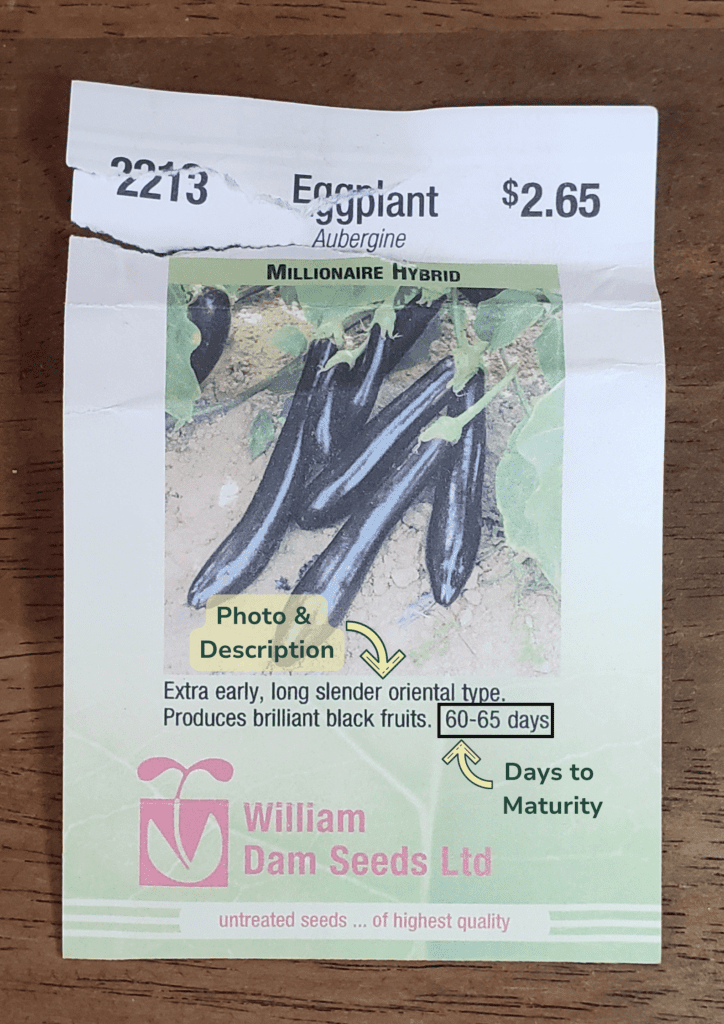 2213 Eggplant $2.65
Aubergine
MILLIONAIRE HYBRID
Photo &
Description
Extra early, long slender oriental type.
Produces brilliant black fruits. 60-65 days
Days to
Maturity
William
Dam Seeds Ltd
untreated seeds ... of highest quality